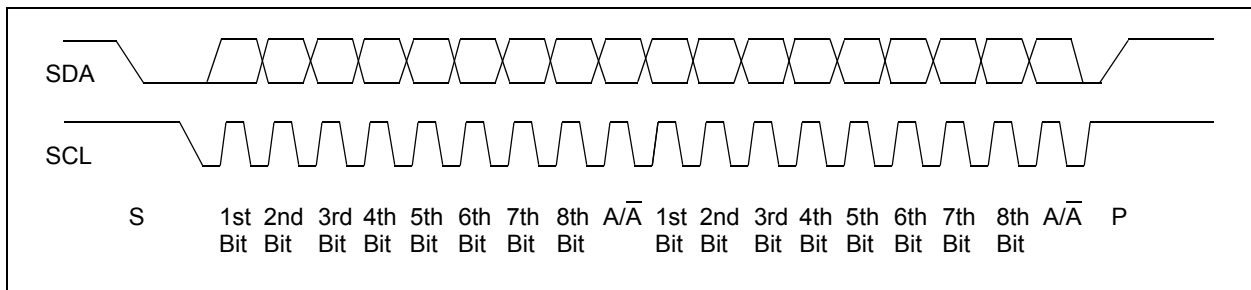 SDA
SCL
S 1st 2nd 3rd 4th 5th 6th 7th 8th A/A̅ 1st 2nd 3rd 4th 5th 6th 7th 8th A/A̅ P
Bit Bit Bit Bit Bit Bit Bit Bit Bit Bit Bit Bit Bit Bit Bit Bit